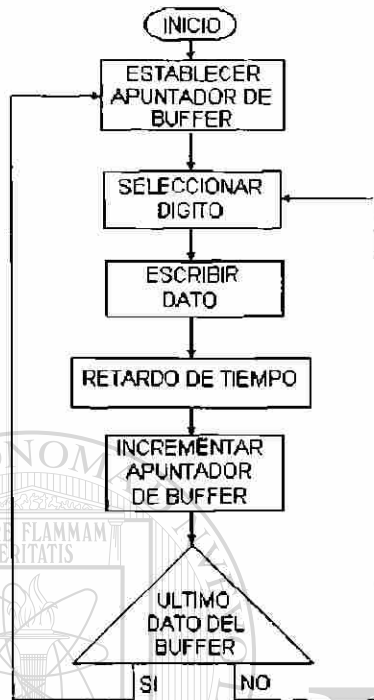 INICIO
ESTABLECER
APUNTADOR DE
BUFFER
SELECCIONAR
DIGITO
ESCRIBIR
DATO
RETARDO DE TIEMPO
INCREMENTAR
APUNTADOR
DE BUFFER
ULTIMO
DATO DEL
BUFFER
SI NO